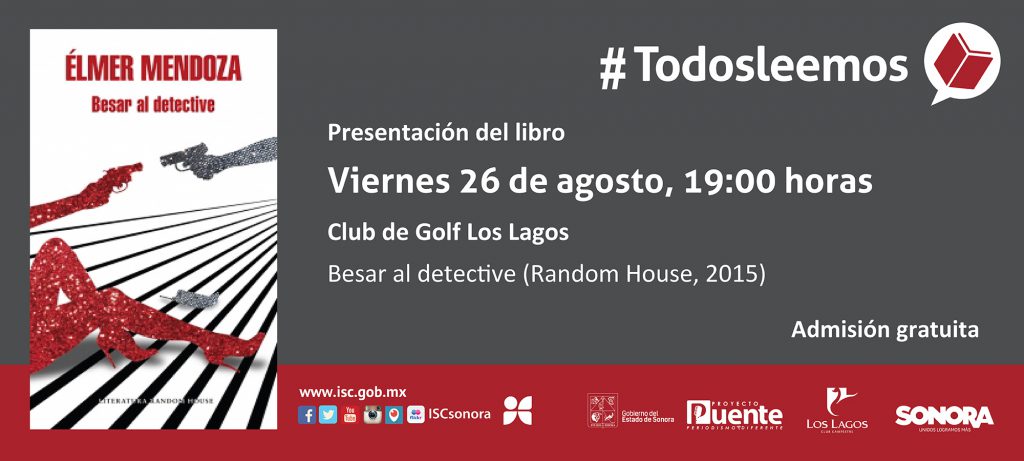 ÉLMER MENDOZA
Besar al detective
LITERATURA RANDOM HOUSE
#Todosleemos
Presentación del libro
Viernes 26 de agosto, 19:00 horas
Club de Golf Los Lagos
Besar al detective (Random House, 2015)
Admisión gratuita
www.isc.gob.mx
You
Tube
flickr
ISCsonora
Gobierno del
Estado de Sonora
PROYECTO
Puente
PERIODISMO DIFERENTE
LOS LAGOS
CLUB CAMPESTRE
SONORA
UNIDOS LOGRAMOS MÁS